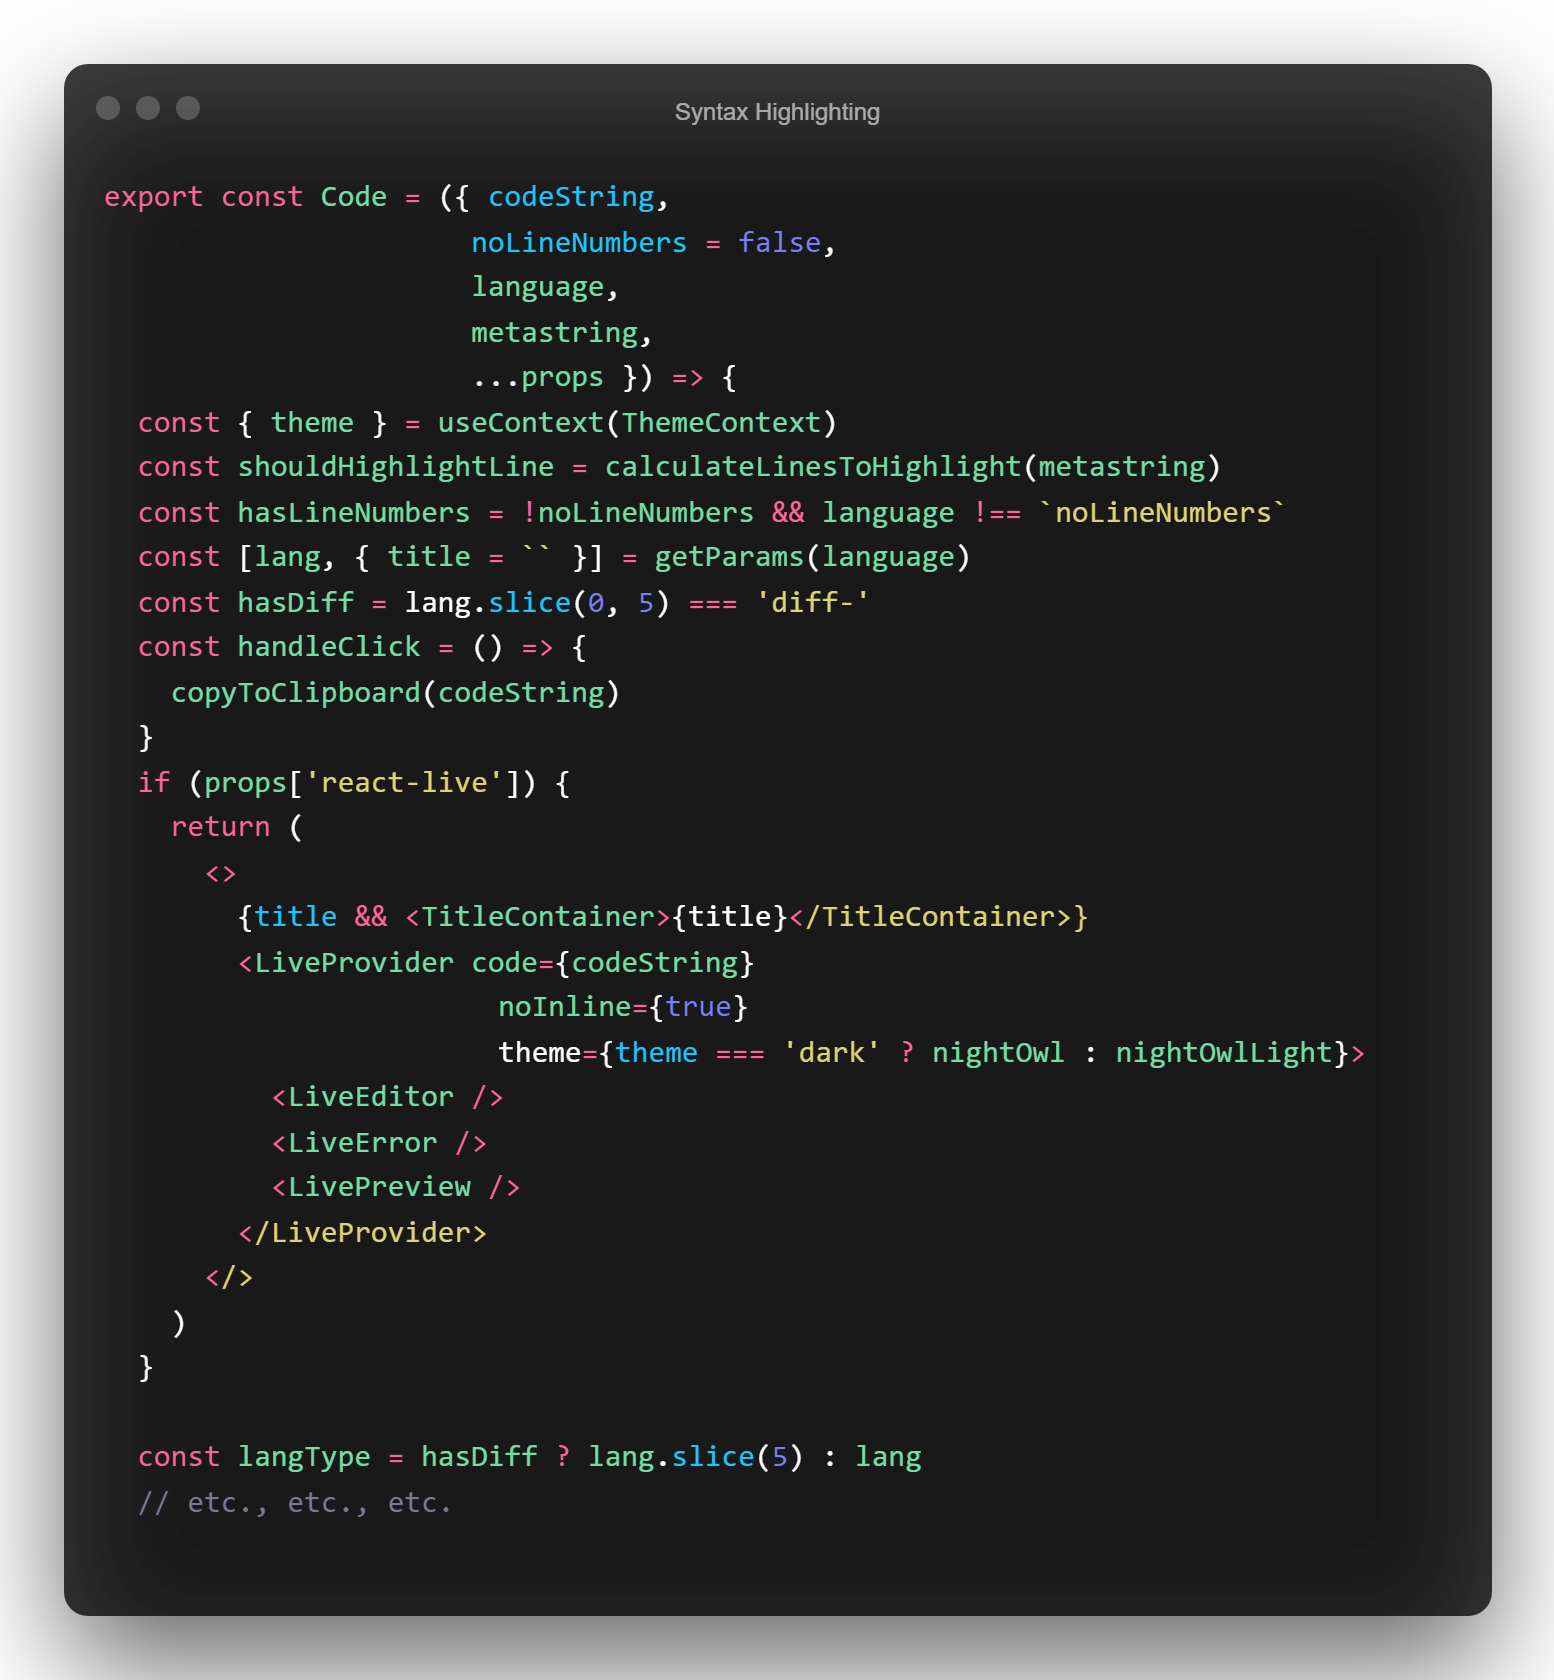 Syntax Highlighting
export const Code = ({ codeString,
                      noLineNumbers = false,
                      language,
                      metastring,
                      ...props }) => {
  const { theme } = useContext(ThemeContext)
  const shouldHighlightLine = calculateLinesToHighlight(metastring)
  const hasLineNumbers = !noLineNumbers && language !== `noLineNumbers`
  const [lang, { title = `` }] = getParams(language)
  const hasDiff = lang.slice(0, 5) === 'diff-'
  const handleClick = () => {
    copyToClipboard(codeString)
  }
  if (props['react-live']) {
    return (
      <>
        {title && <TitleContainer>{title}</TitleContainer>}
        <LiveProvider code={codeString}
                       noInline={true}
                       theme={theme === 'dark' ? nightOwl : nightOwlLight}>
          <LiveEditor />
          <LiveError />
          <LivePreview />
        </LiveProvider>
      </>
    )
  }

  const langType = hasDiff ? lang.slice(5) : lang
  // etc., etc., etc.